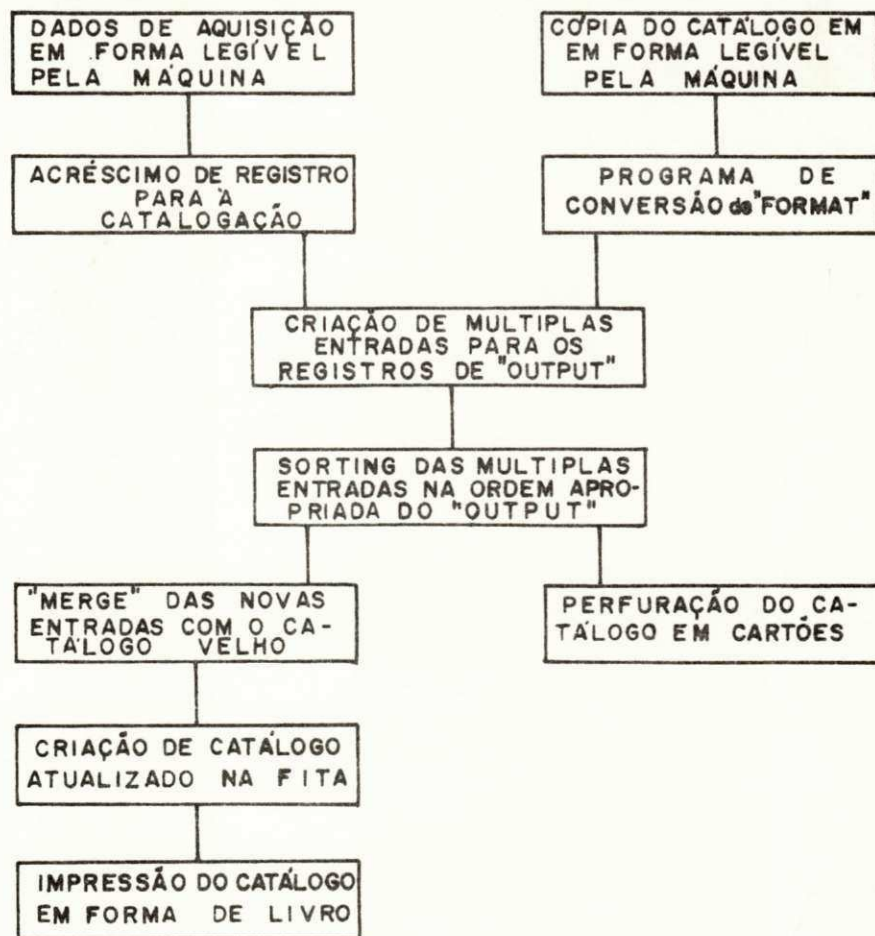 DADOS DE AQUISIÇÃO
EM FORMA LEGÍVEL
PELA MÁQUINA
CÓPIA DO CATÁLOGO EM
EM FORMA LEGÍVEL
PELA MÁQUINA
ACRÉSCIMO DE REGISTRO
PARA À
CATALOGAÇÃO
PROGRAMA DE
CONVERSÃO de "FORMAT"
CRIAÇÃO DE MULTIPLAS
ENTRADAS PARA OS
REGISTROS DE "OUTPUT"
SORTING DAS MULTIPLAS
ENTRADAS NA ORDEM APRO-
PRIADA DO "OUTPUT"
"MERGE" DAS NOVAS
ENTRADAS COM O CA-
TÁLOGO VELHO
PERFURAÇÃO DO CA-
TÁLOGO EM CARTÕES
CRIAÇÃO DE CATÁLOGO
ATUALIZADO NA FITA
IMPRESSÃO DO CATÁLOGO
EM FORMA DE LIVRO